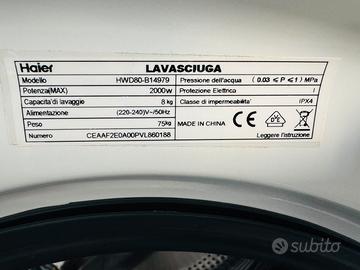 Haier LAVASCIUGA
Modello HWD80-B14979 Pressione dell'acqua ( 0.03 ≤ P ≤1) MPa
Potenza(MAX) 2000W Protezione Elettrica I
Capacita'di lavaggio 8 kg Classe di impermeabilita' IPX4
Alimentazione (220-240)V~/50Hz
Peso 75kg MADE IN CHINA CE
Numero CEAAF2E0A00PVL860188 Leggere l'istruzione
subito